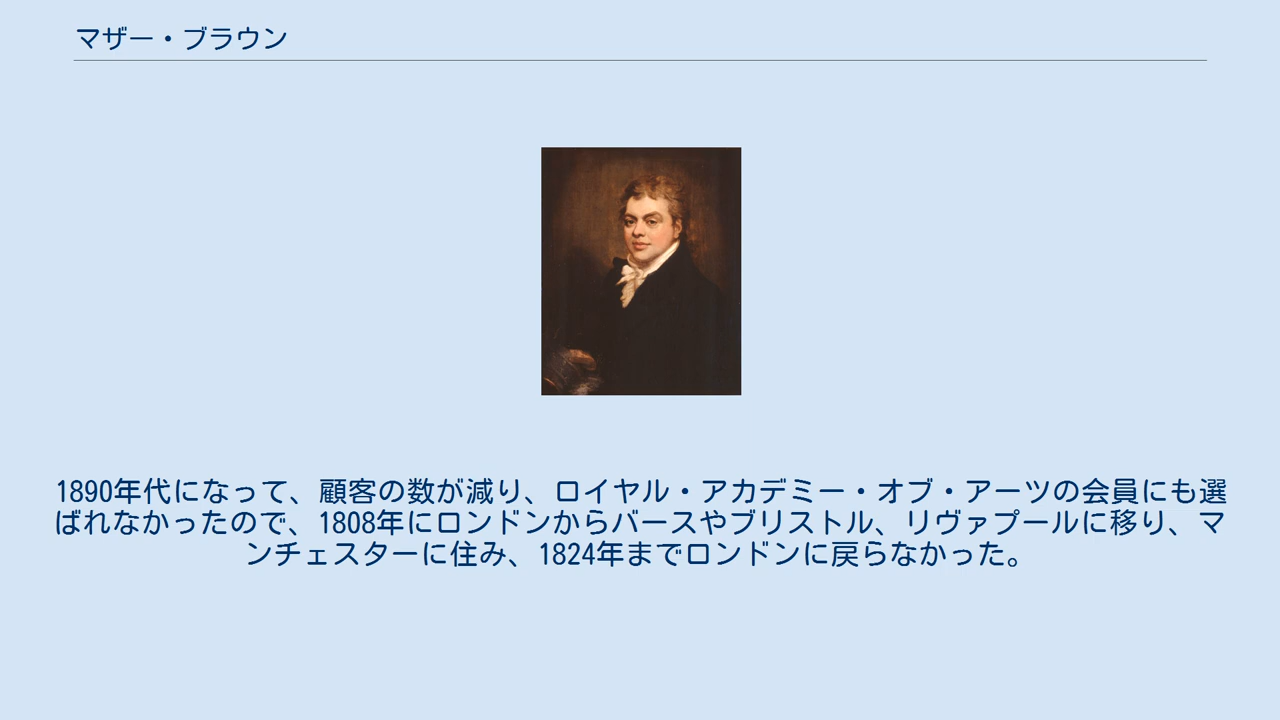 マザー・ブラウン
1890年代になって、顧客の数が減り、ロイヤル・アカデミー・オブ・アーツの会員にも選
ばれなかったので、1808年にロンドンからバースやブリストル、リヴァプールに移り、マ
ンチェスターに住み、1824年までロンドンに戻らなかった。